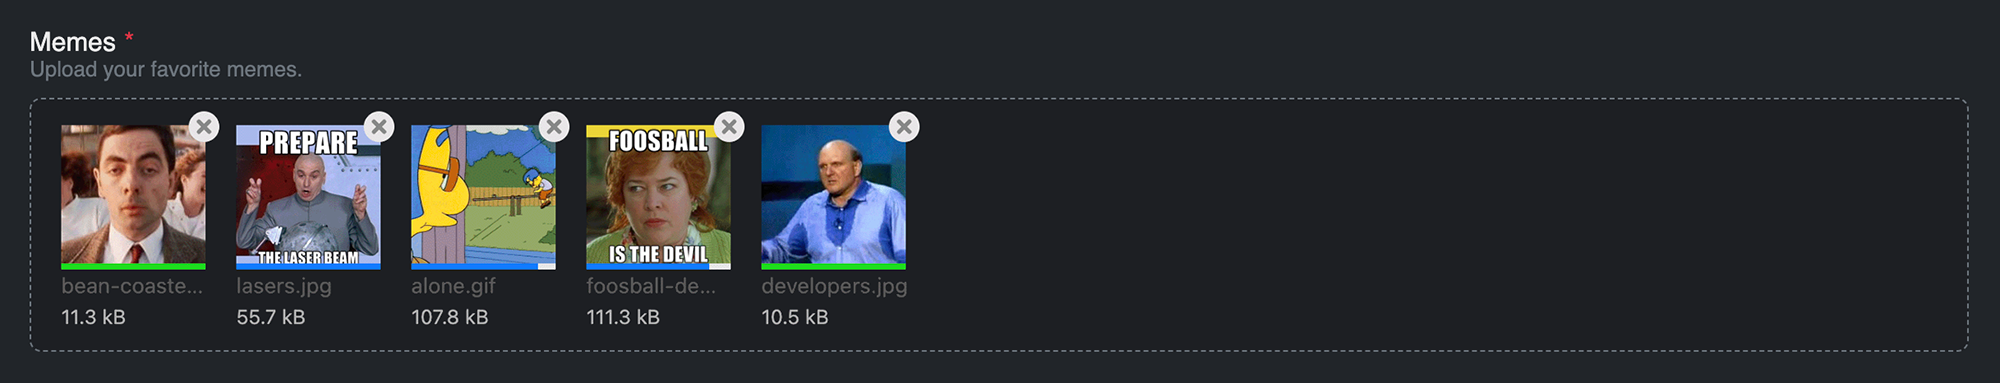 Memes *
Upload your favorite memes.
PREPARE
THE LASER BEAM
FOOSBALL
IS THE DEVIL
bean-coaste...
lasers.jpg
alone.gif
foosball-de...
developers.jpg
11.3 kB
55.7 kB
107.8 kB
111.3 kB
10.5 kB